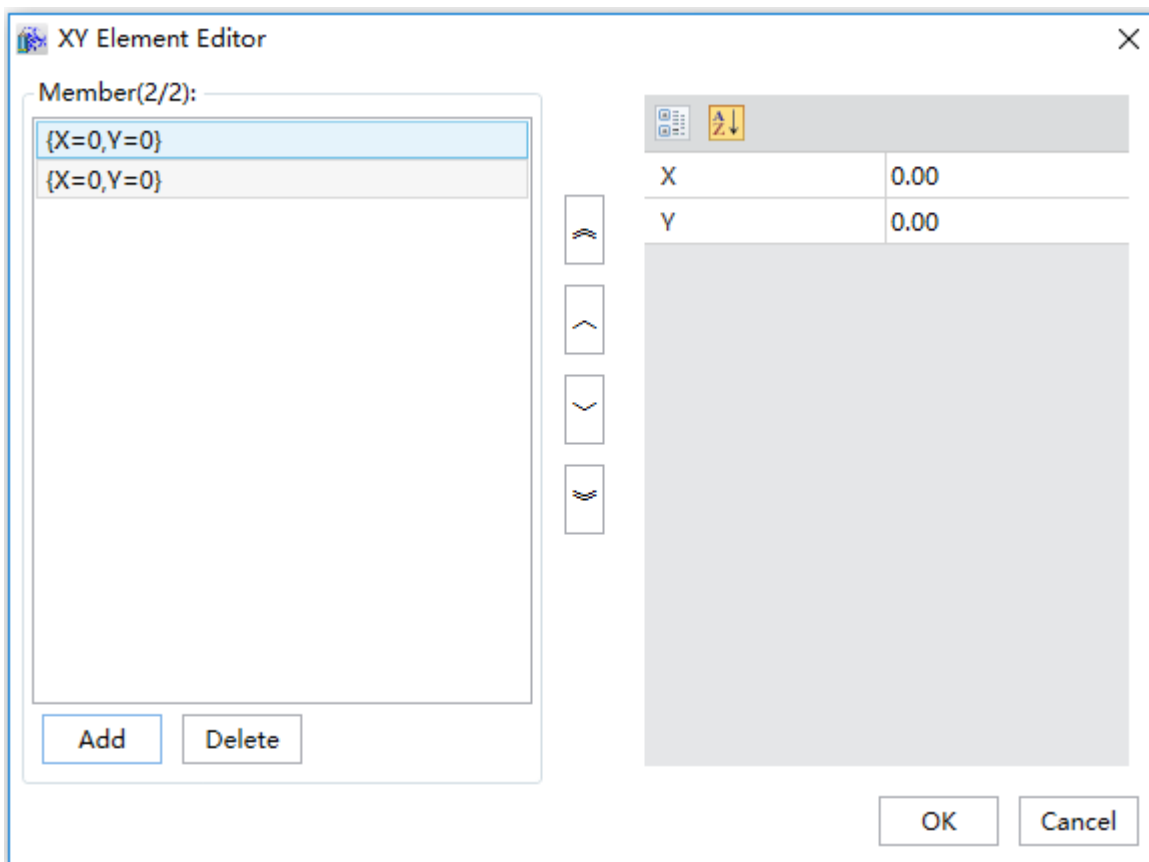 XY Element Editor
Member(2/2):
{X=0,Y=0}
{X=0,Y=0}
Add
Delete
A
Z
X 0.00
Y 0.00
OK
Cancel